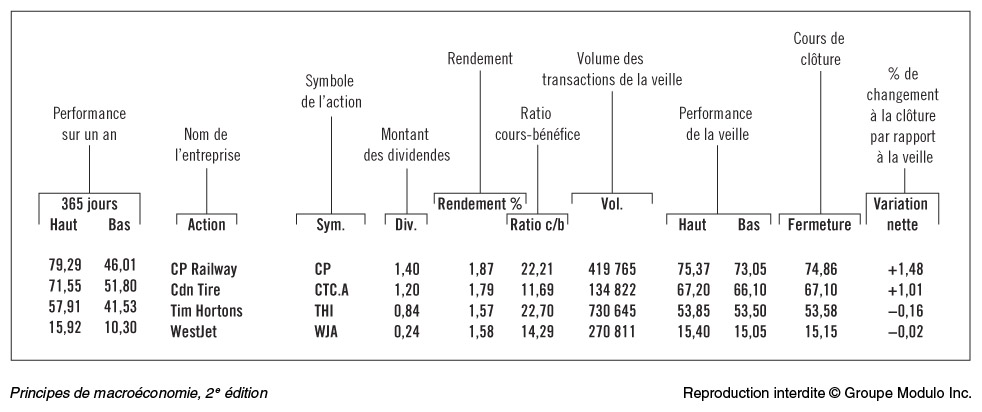 Cours de
clôture
Rendement
Volume des
transactions de la veille
% de
changement
à la clôture
par rapport
à la veille
Symbole
de l’action
Performance
sur un an
Nom de
l’entreprise
Montant
des dividendes
Ratio
cours-bénéfice
Performance
de la veille
365 jours
Haut Bas
Action
Sym.
Div.
Rendement %
Ratio c/b
Vol.
Haut Bas
Fermeture
Variation
nette
79,29 46,01 CP Railway CP 1,40 1,87 22,21 419 765 75,37 73,05 74,86 +1,48
71,55 51,80 Cdn Tire CTC.A 1,20 1,79 11,69 134 822 67,20 66,10 67,10 +1,01
57,91 41,53 Tim Hortons THI 0,84 1,57 22,70 730 645 53,85 53,50 53,58 –0,16
15,92 10,30 WestJet WJA 0,24 1,58 14,29 270 811 15,40 15,05 15,15 –0,02
Principes de macroéconomie, 2e édition
Reproduction interdite © Groupe Modulo Inc.